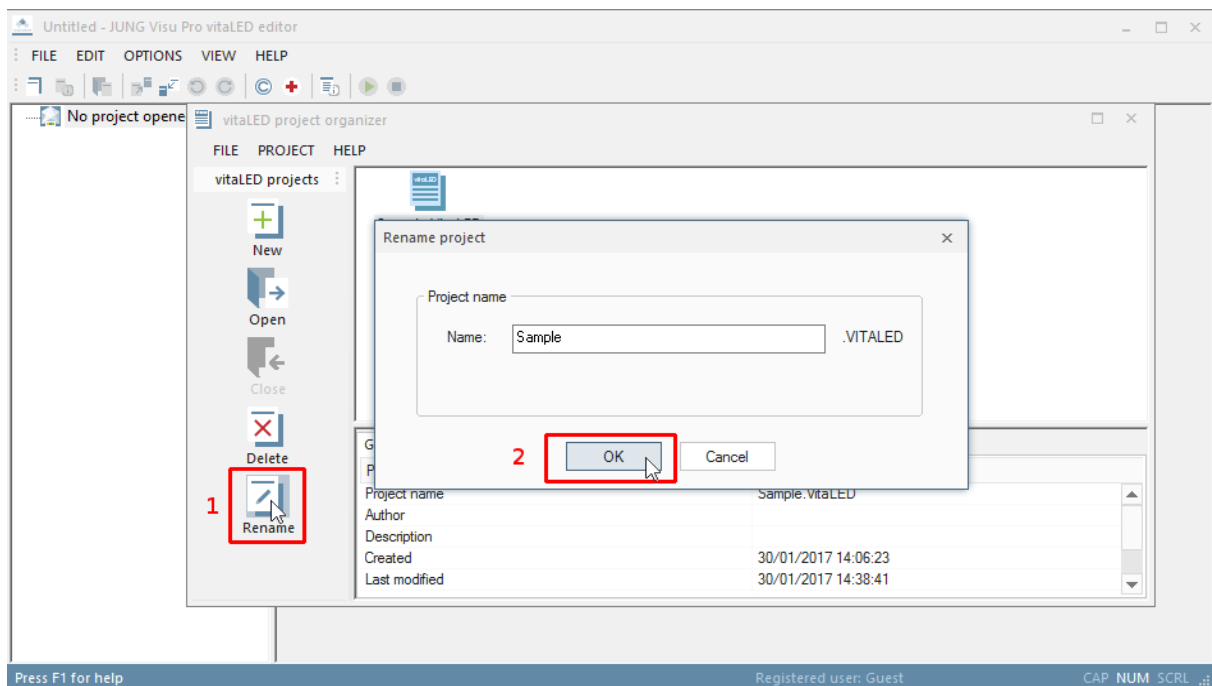 Untitled - JUNG Visu Pro vitaLED editor
FILE EDIT OPTIONS VIEW HELP
No project opene
vitaLED project organizer
FILE PROJECT HELP
vitaLED projects
vitaLED
New
Open
Close
Delete
1
Rename
Rename project
Project name
Name: Sample .VITALED
2 OK Cancel
G
P
Project name Sample.VitaLED
Author
Description
Created 30/01/2017 14:06:23
Last modified 30/01/2017 14:38:41
Press F1 for help Registered user: Guest CAP NUM SCRL